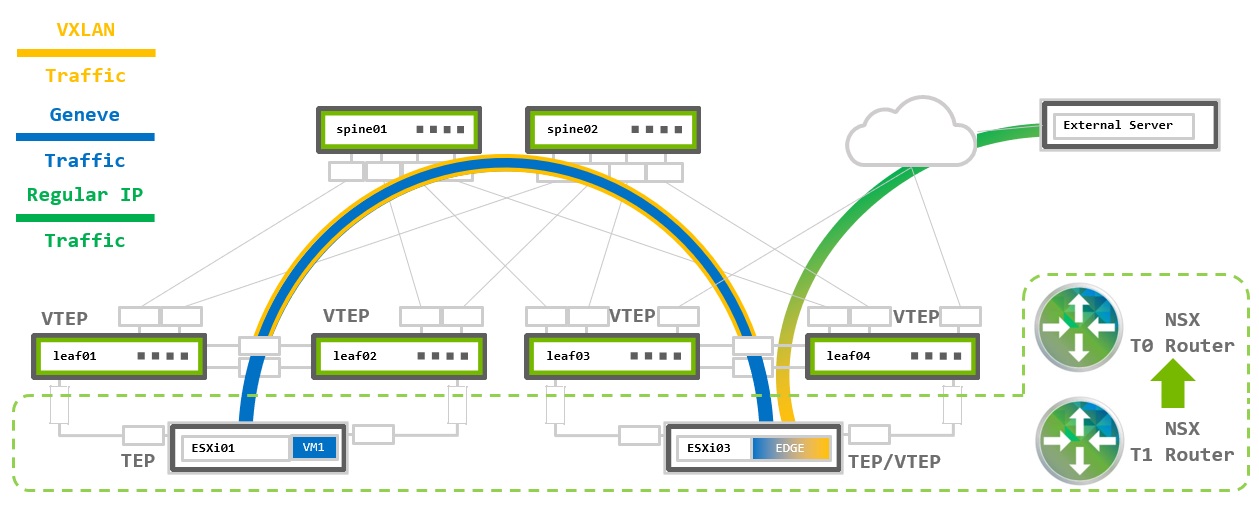 VXLAN
Traffic
Geneve
Traffic
Regular IP
Traffic
spine01
spine02
External Server
VTEP
VTEP
VTEP
VTEP
leaf01
leaf02
leaf03
leaf04
NSX
T0 Router
NSX
T1 Router
ESXi01
VM1
ESXi03
EDGE
TEP
TEP/VTEP